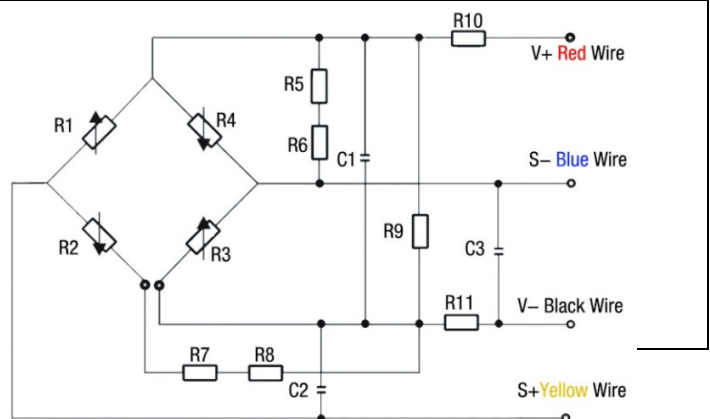 R10
V+ Red Wire
R5
R1
R4
R6
C1
S– Blue Wire
R9
R2
R3
C3
R11
V– Black Wire
R7
R8
C2
S+Yellow Wire